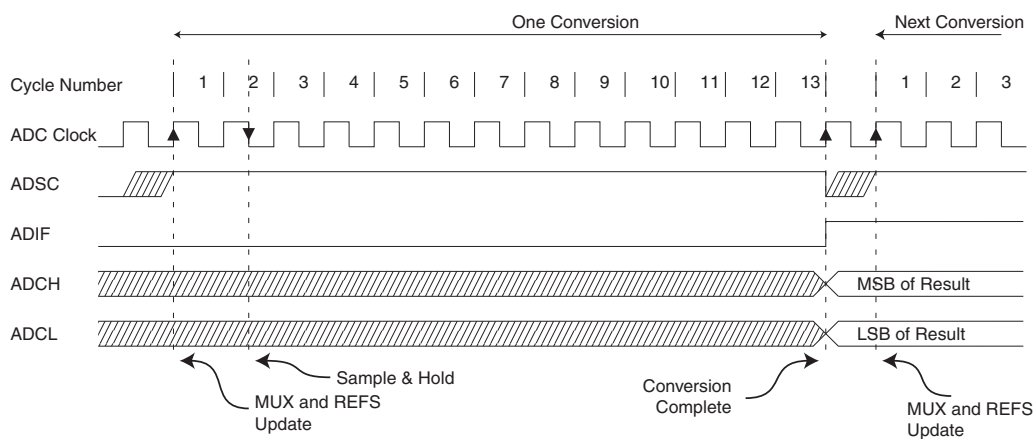 One Conversion
Next Conversion
Cycle Number
1 2 3 4 5 6 7 8 9 10 11 12 13 1 2 3
ADC Clock
ADSC
ADIF
ADCH
MSB of Result
ADCL
LSB of Result
Sample & Hold
MUX and REFS
Update
Conversion
Complete
MUX and REFS
Update